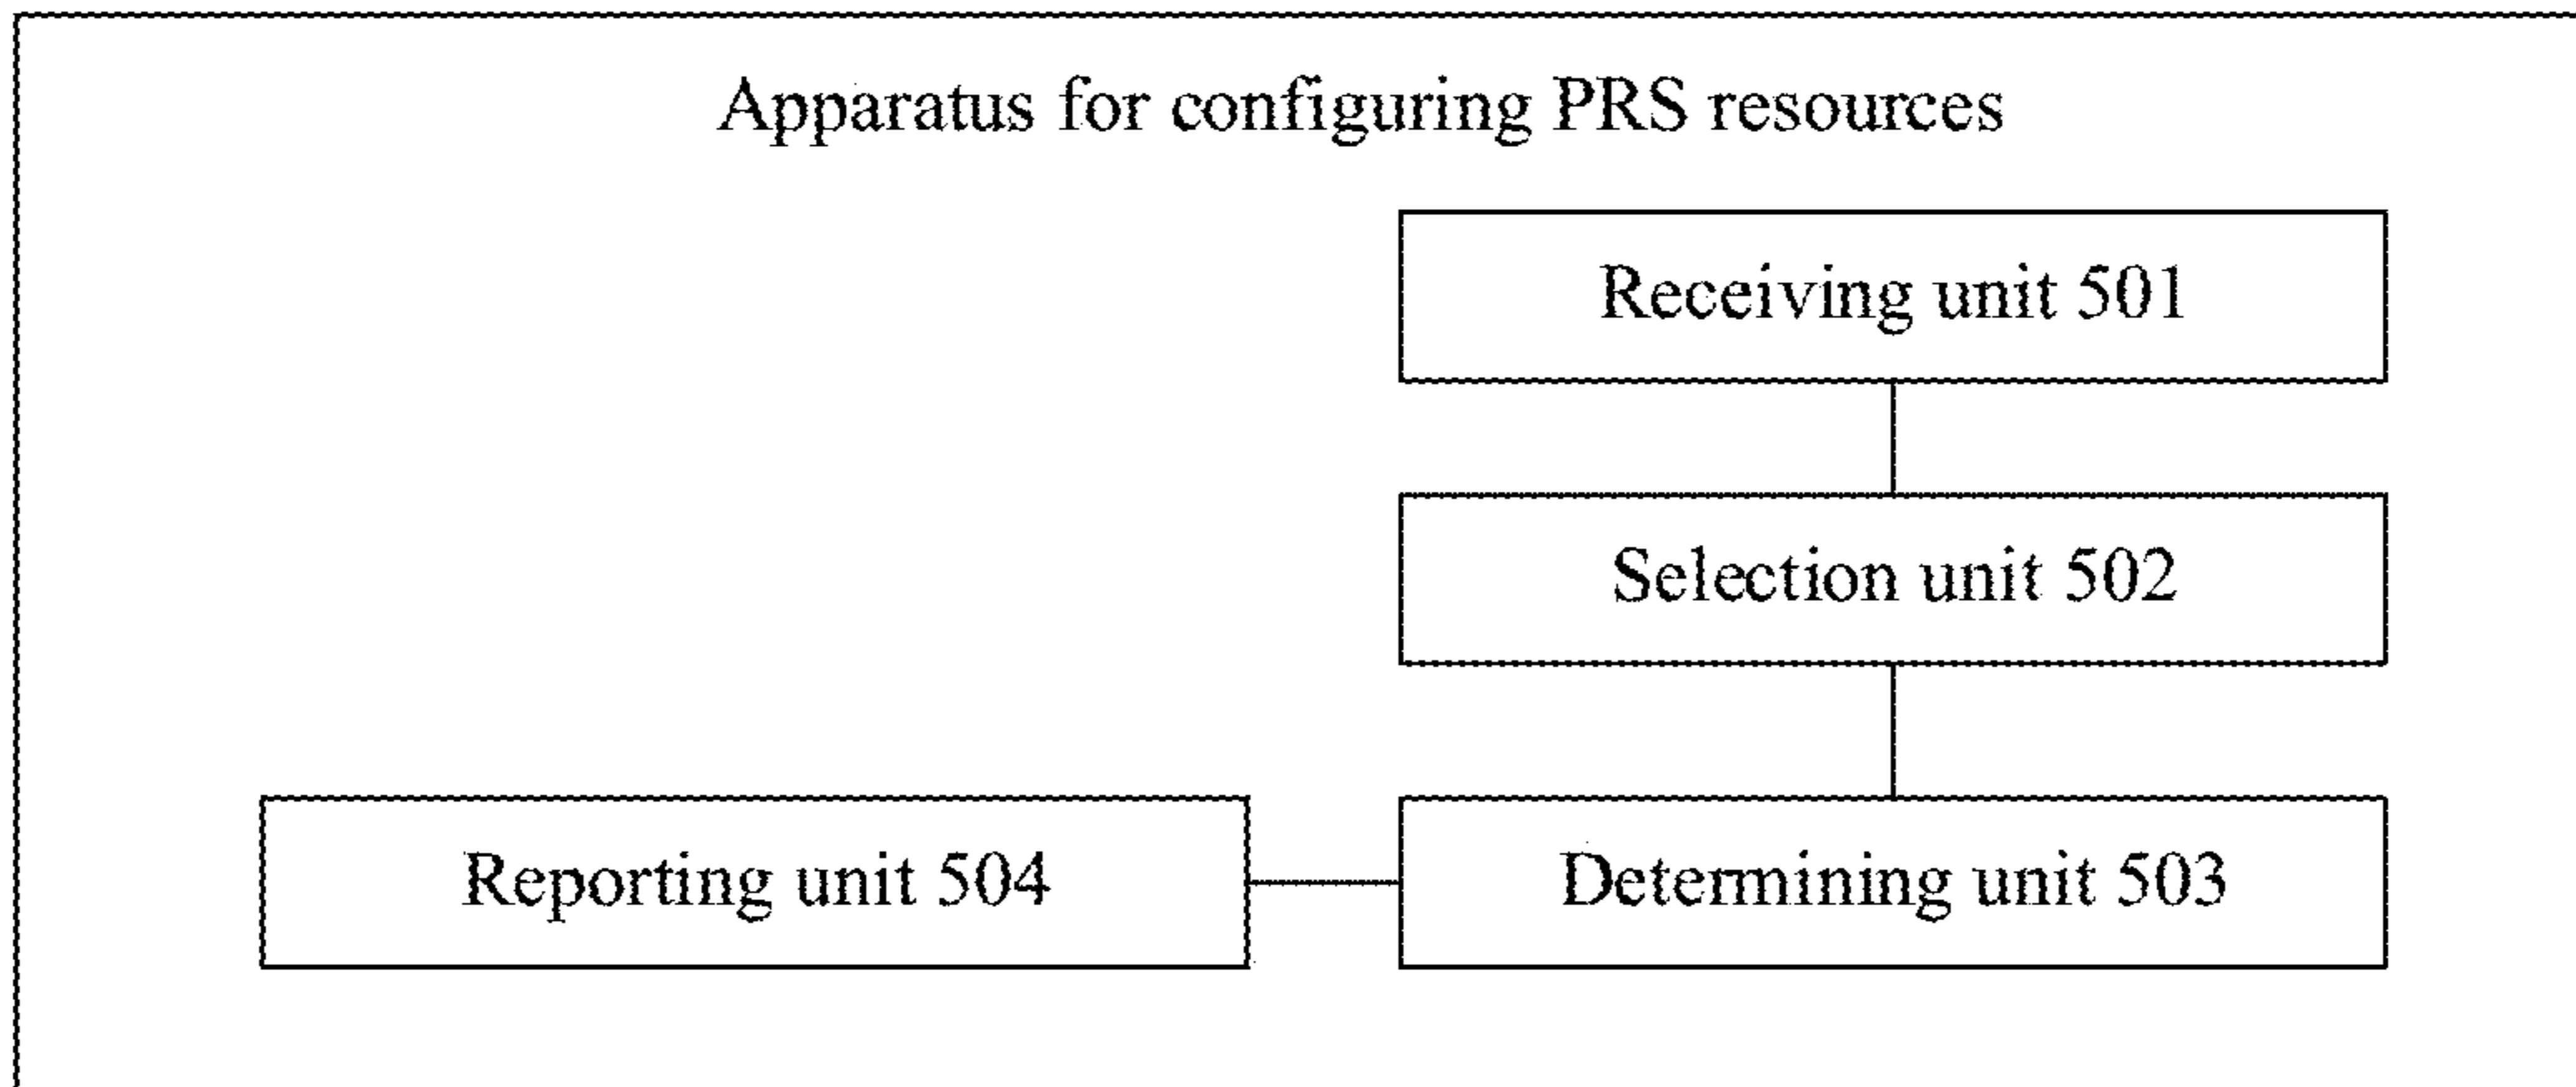 Apparatus for configuring PRS resources
Receiving unit 501
Selection unit 502
Reporting unit 504
Determining unit 503